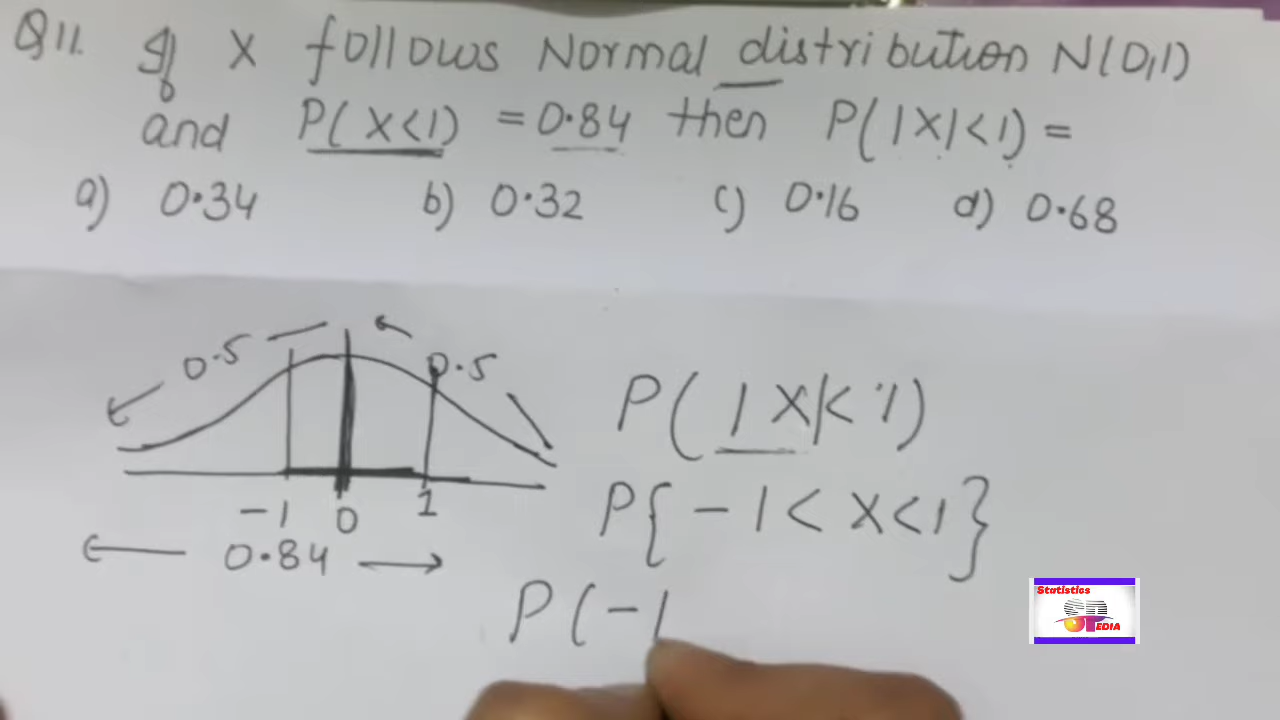 Q11. If X follows Normal distribution N(0,1)
and P(X<1) = 0.84 then P(|X|<1) =
a) 0.34 b) 0.32 c) 0.16 d) 0.68
0.5 0.5
-1 0 1
0.84
P(|X|<1)
P{-1<X<1}
P(-1
Statistics
PEDIA